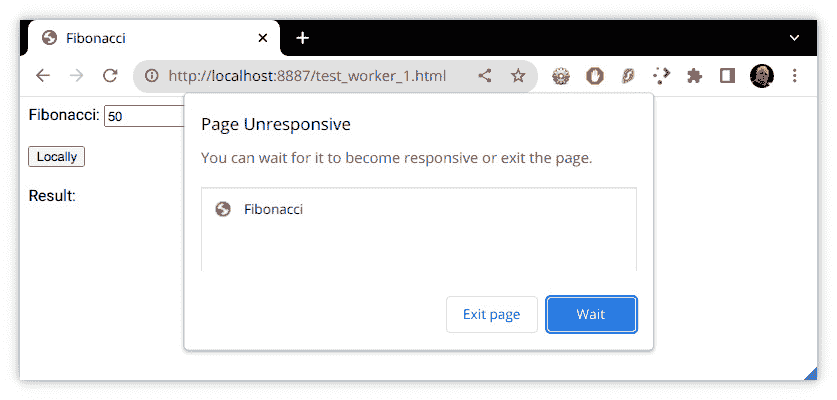 Fibonacci
http://localhost:8887/test_worker_1.html
Fibonacci: 50
Page Unresponsive
You can wait for it to become responsive or exit the page.
Locally
Fibonacci
Result:
Exit page Wait